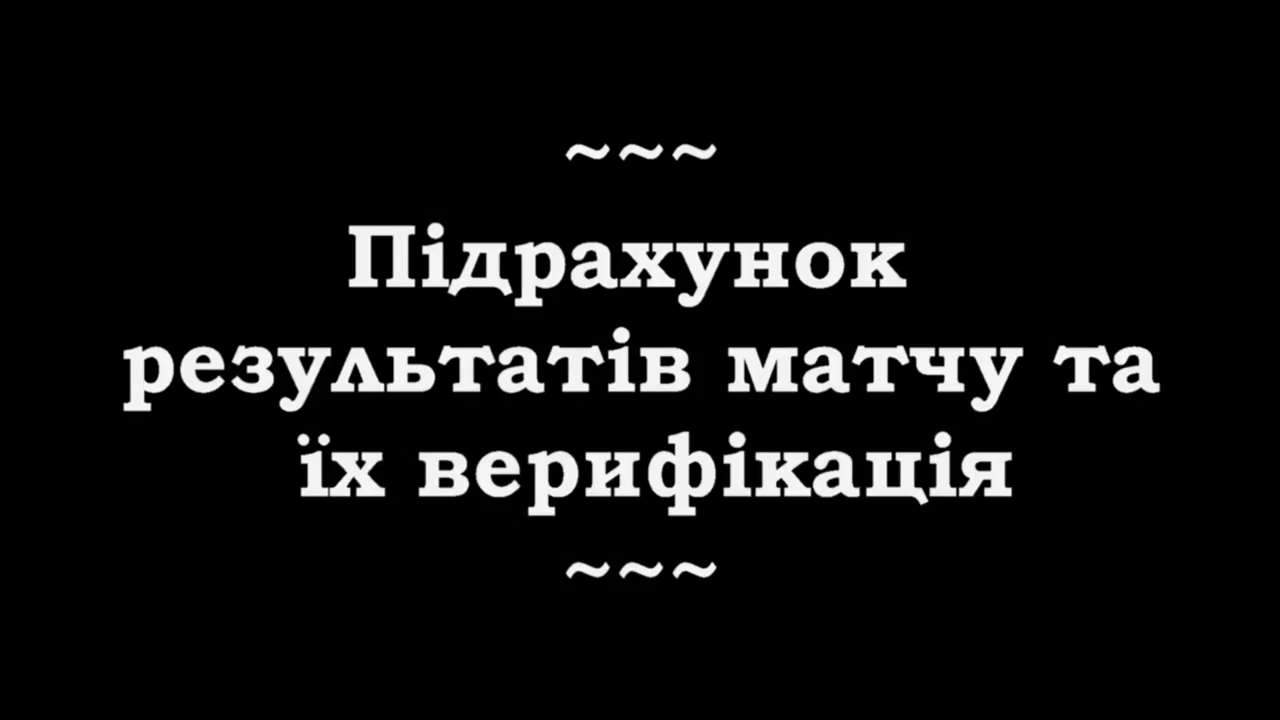 ~~~
Підрахунок
результатів матчу та
їх верифікація
~~~